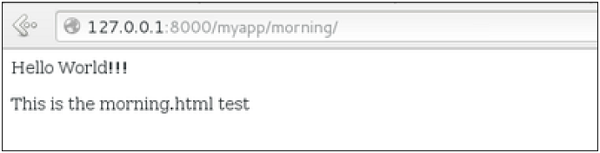 127.0.0.1:8000/myapp/morning/
Hello World!!!
This is the morning.html test